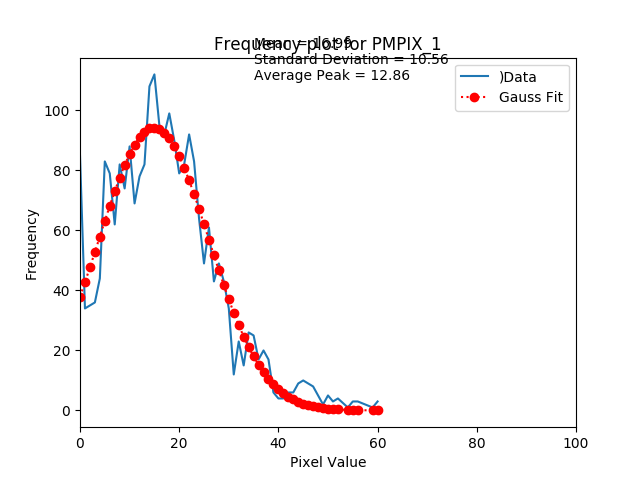 Frequency plot for PMPIX_1
Mean = 16.99
Standard Deviation = 10.56
Average Peak = 12.86
)Data
Gauss Fit
Frequency
100
80
60
40
20
0
0 20 40 60 80 100
Pixel Value